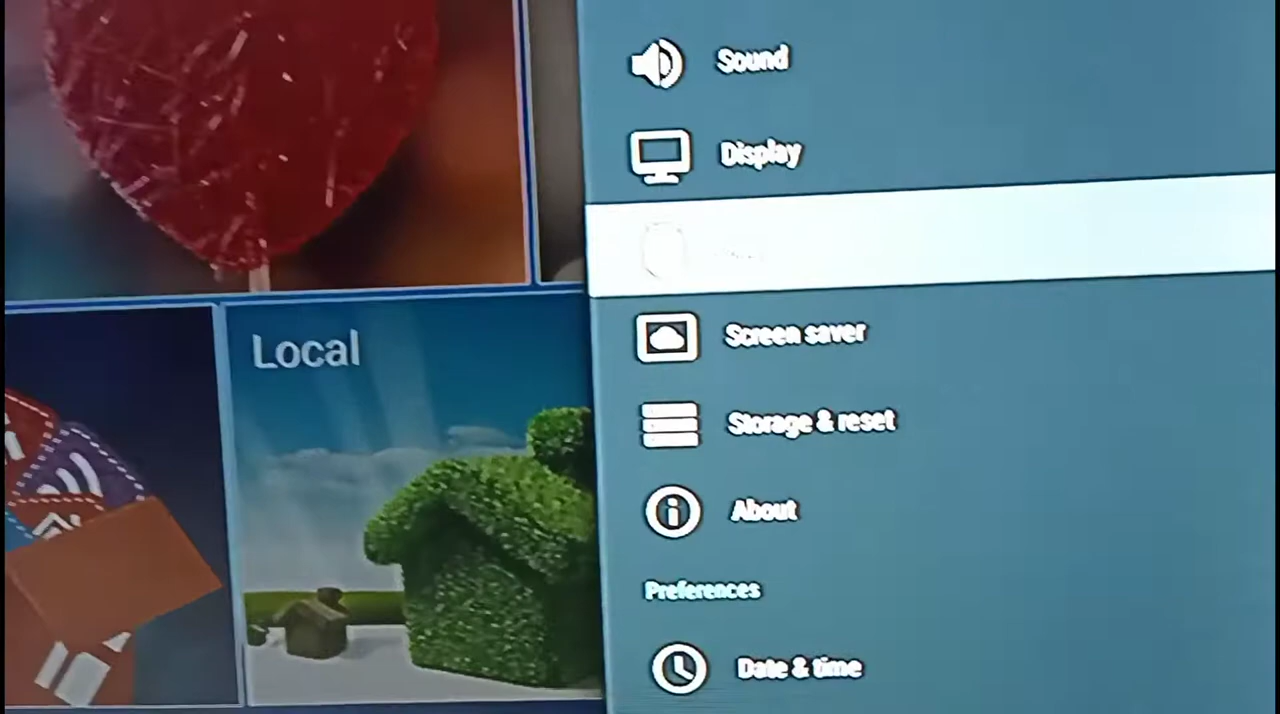 Sound
Display
Local
Screen saver
Storage & reset
About
Preferences
Date & time